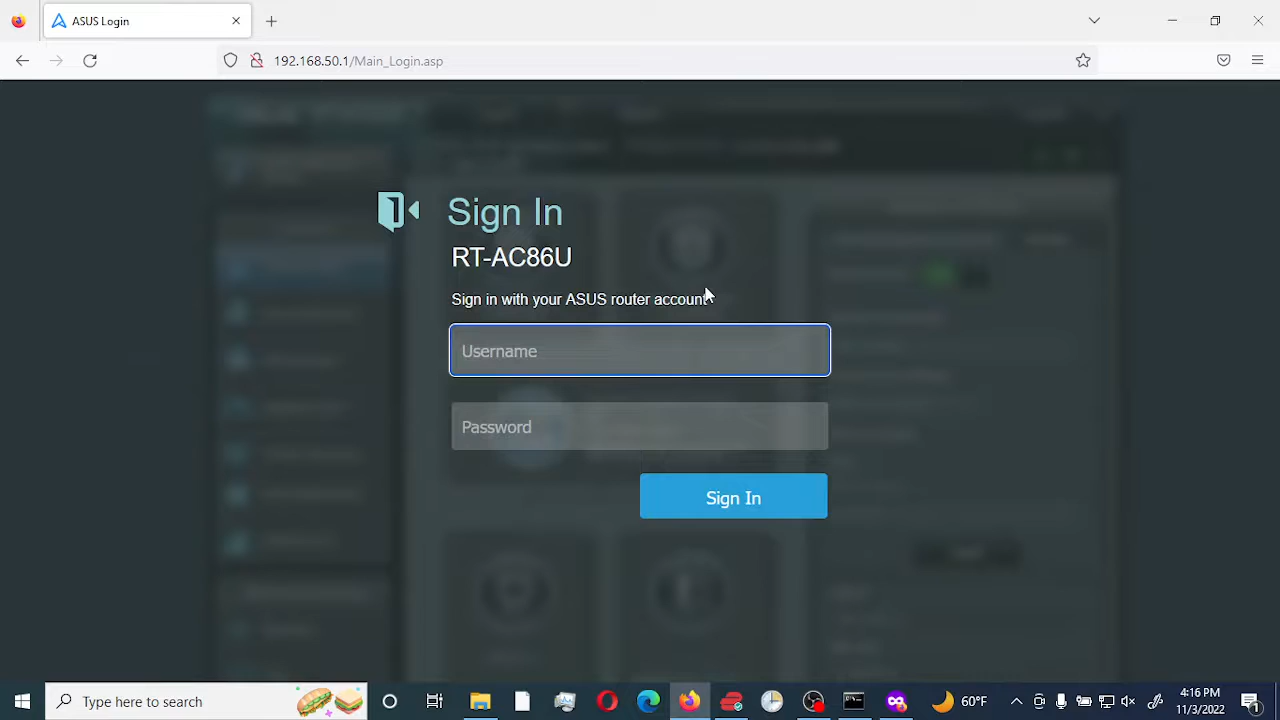 ASUS Login
192.168.50.1/Main_Login.asp
Sign In
RT-AC86U
Sign in with your ASUS router account
Username
Password
Sign In
Type here to search
60°F
4:16 PM
11/3/2022
1